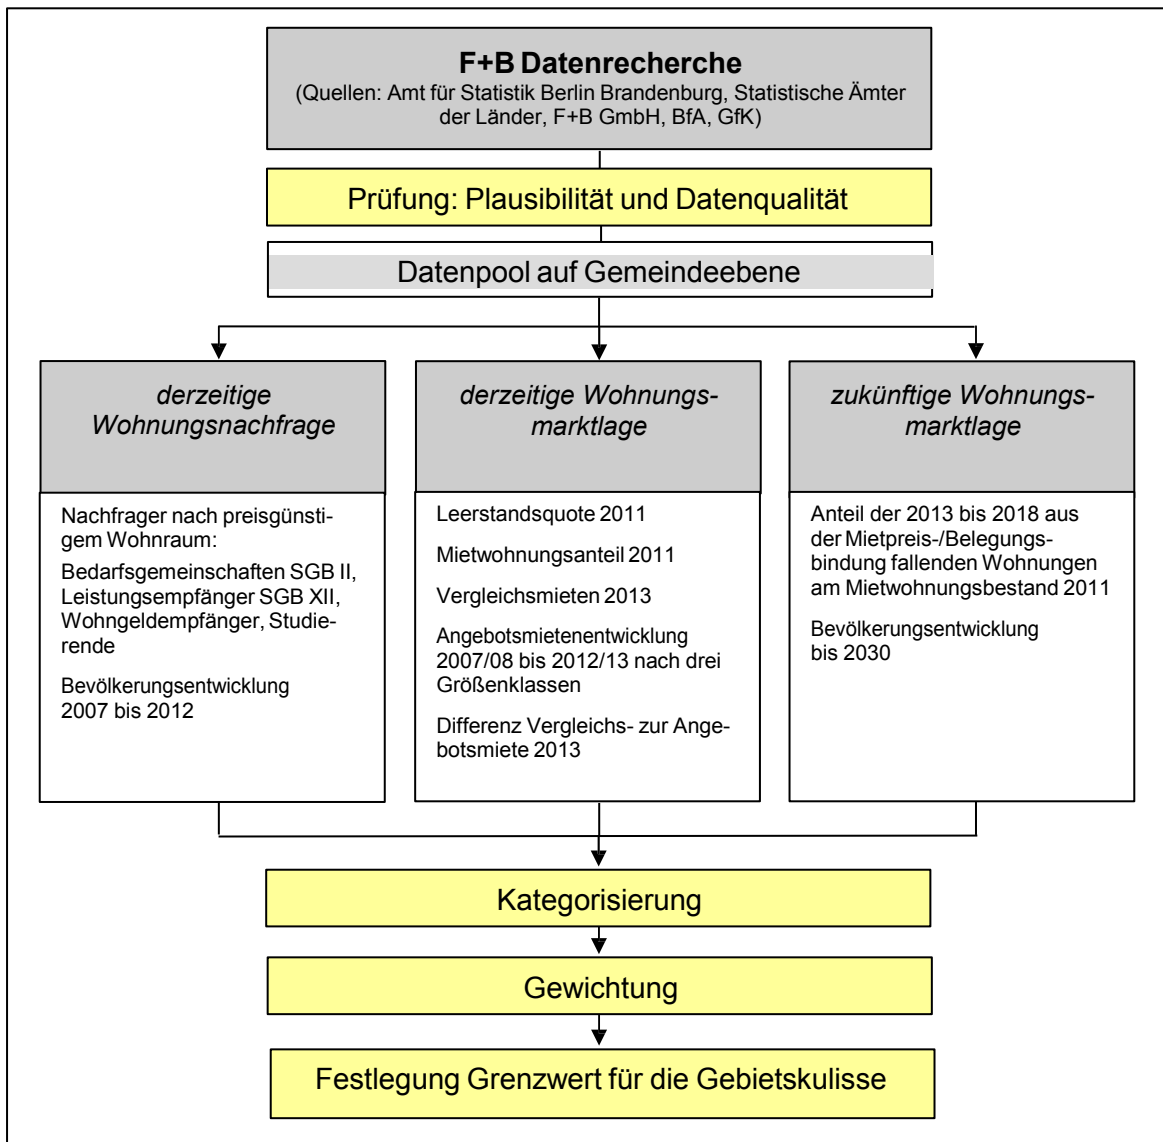 F+B Datenrecherche
(Quellen: Amt für Statistik Berlin Brandenburg, Statistische Ämter
der Länder, F+B GmbH, BfA, GfK)
Prüfung: Plausibilität und Datenqualität
Datenpool auf Gemeindeebene
derzeitige
Wohnungsnachfrage
Nachfrager nach preisgünsti-
gem Wohnraum:
Bedarfsgemeinschaften SGB II,
Leistungsempfänger SGB XII,
Wohngeldempfänger, Studie-
rende
Bevölkerungsentwicklung
2007 bis 2012
derzeitige Wohnungs-
marktlage
Leerstandsquote 2011
Mietwohnungsanteil 2011
Vergleichsmieten 2013
Angebotsmietenentwicklung
2007/08 bis 2012/13 nach drei
Größenklassen
Differenz Vergleichs- zur Ange-
botsmiete 2013
zukünftige Wohnungs-
marktlage
Anteil der 2013 bis 2018 aus
der Mietpreis-/Belegungs-
bindung fallenden Wohnungen
am Mietwohnungsbestand 2011
Bevölkerungsentwicklung
bis 2030
Kategorisierung
Gewichtung
Festlegung Grenzwert für die Gebietskulisse